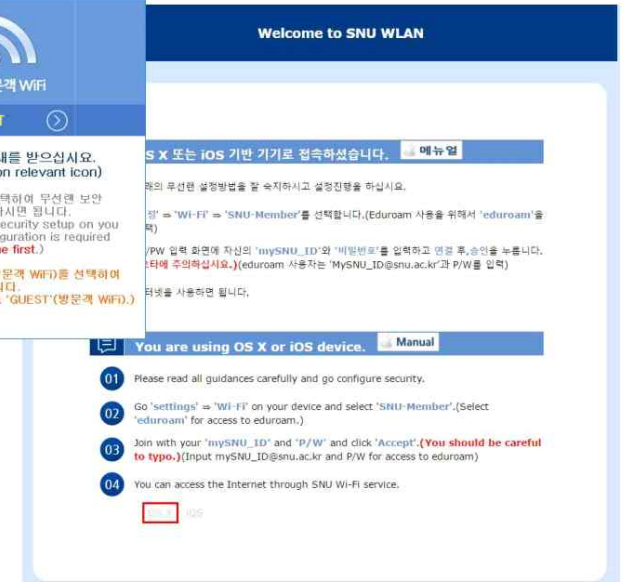 Welcome to SNU WLAN
방문객 WiFi
내를 받으십시요.
on relevant icon)
택하여 무선랜 보안
하시면 됩니다.
ecurity setup on you
guration is required
e first.)
문객 WiFi)를 선택하여
니다.
'GUEST'(방문객 WiFi).)
S X 또는 iOS 기반 기기로 접속하셨습니다. 메뉴얼
래의 무선랜 설정방법을 잘 숙지하시고 설정진행을 하십시요.
' ⇒ 'Wi-Fi' ⇒ 'SNU-Member'를 선택합니다.(Eduroam 사용을 위해서 'eduroam'을
택)
/PW 입력 화면에 자신의 'mySNU_ID'와 '비밀번호'를 입력하고 연결 후,승인을 누릅니다.
타에 주의하십시요.)(eduroam 사용자는 'MySNU_ID@snu.ac.kr'과 P/W를 입력)
터넷을 사용하면 됩니다.
You are using OS X or iOS device. Manual
01 Please read all guidances carefully and go configure security.
02 Go 'settings' ⇒ 'Wi-Fi' on your device and select 'SNU-Member'.(Select
'eduroam' for access to eduroam.)
03 Join with your 'mySNU_ID' and 'P/W' and click 'Accept'.(You should be careful
to typo.)(Input mySNU_ID@snu.ac.kr and P/W for access to eduroam)
04 You can access the Internet through SNU Wi-Fi service.
OS X iOS